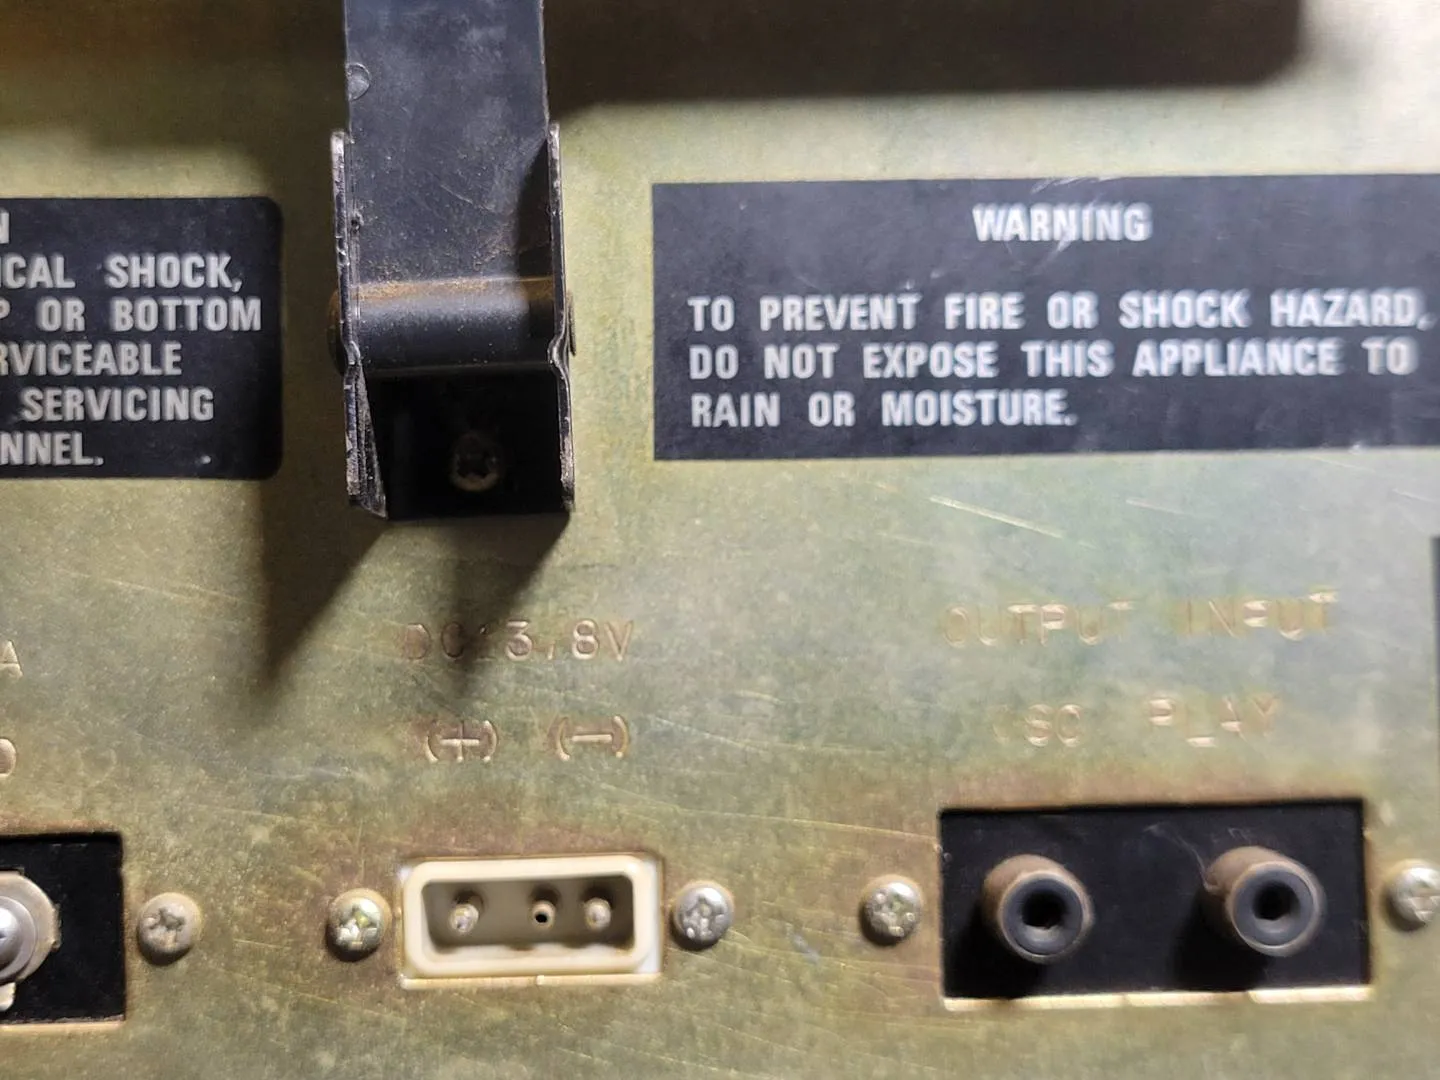 N
ICAL SHOCK,
P OR BOTTOM
RVICEABLE
SERVICING
NNEL.
WARNING
TO PREVENT FIRE OR SHOCK HAZARD,
DO NOT EXPOSE THIS APPLIANCE TO
RAIN OR MOISTURE.
A
DC13.8V
OUTPUT INPUT
O
(+) (−)
PLAY